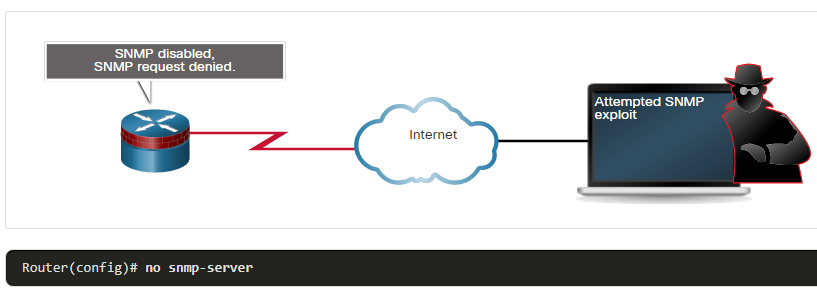 SNMP disabled,
SNMP request denied.
Internet
Attempted SNMP
exploit
Router(config)# no snmp-server